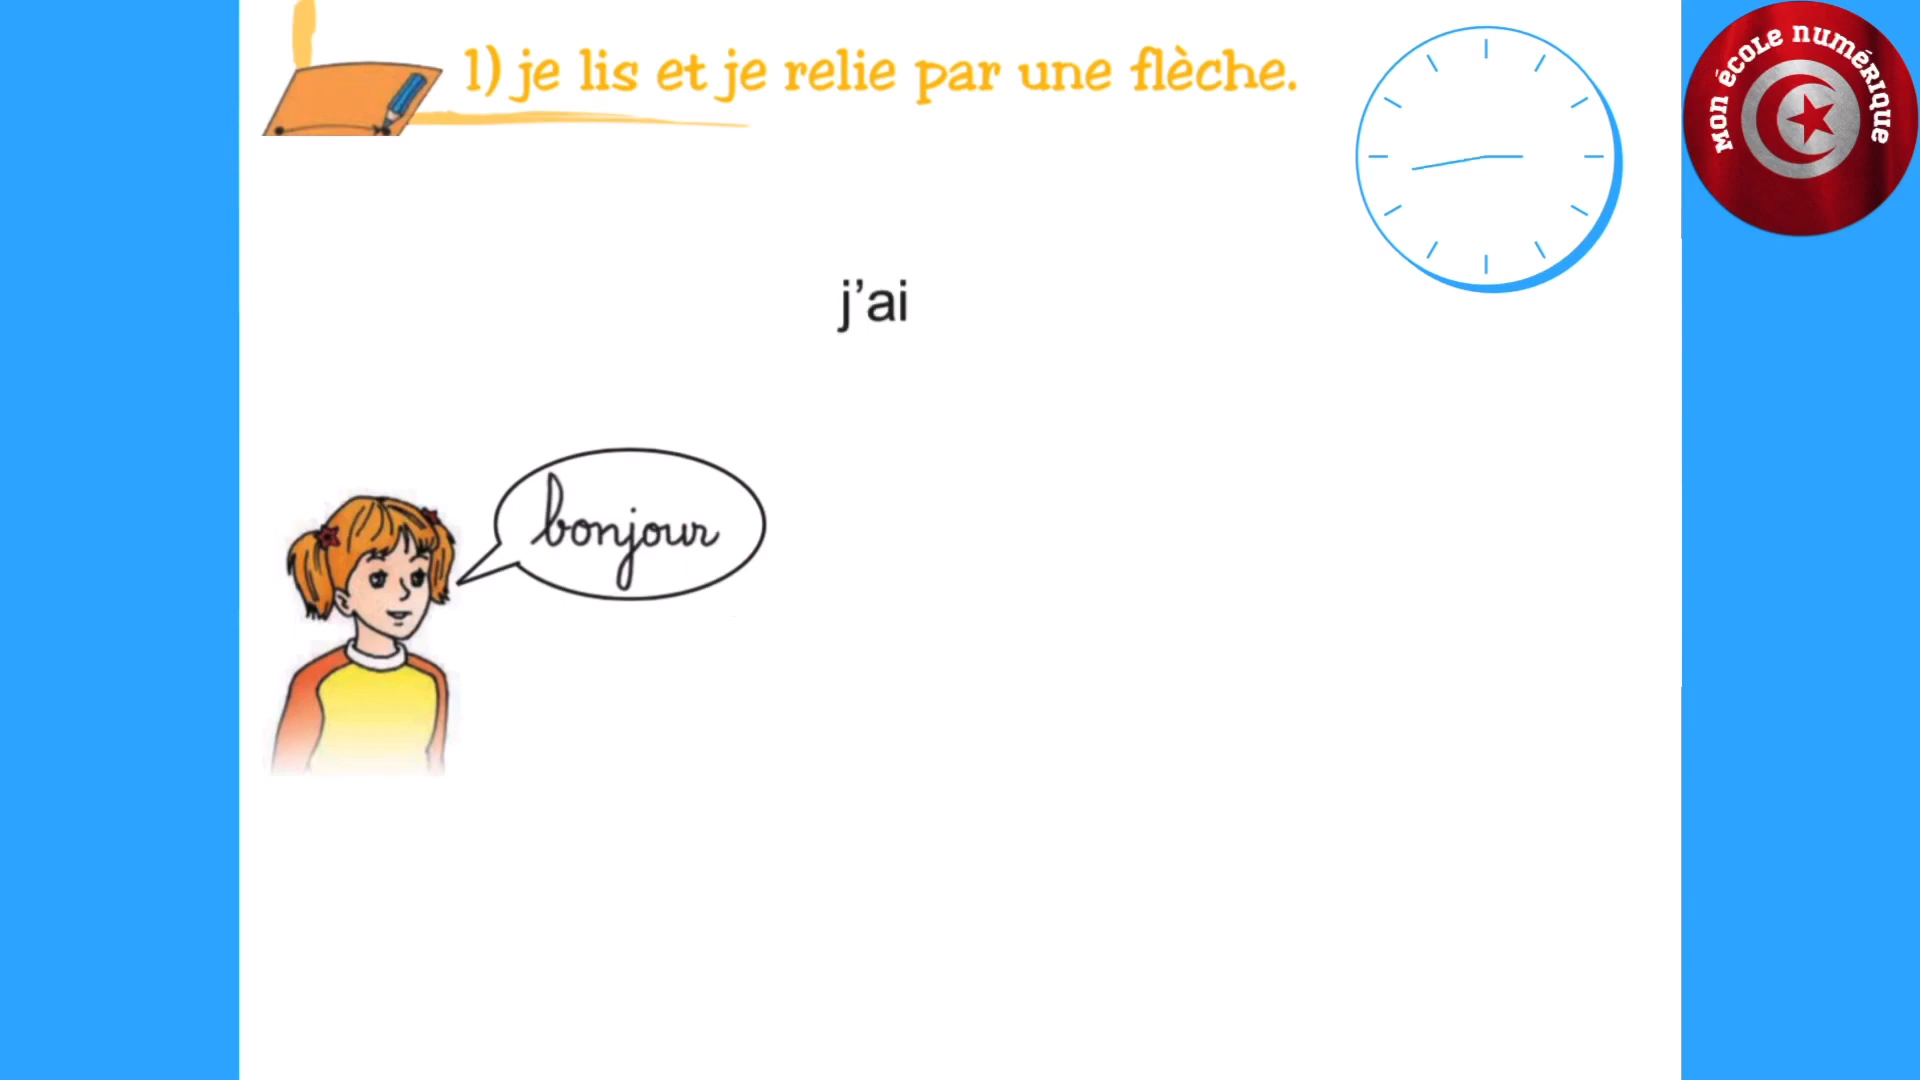 1) je lis et je relie par une flèche.
mon école numérique
j’ai
bonjour